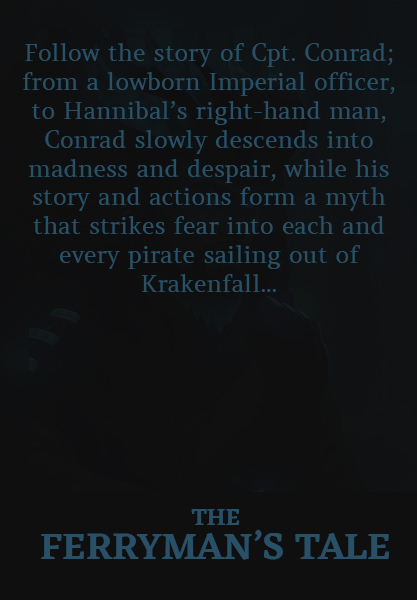 Follow the story of Cpt. Conrad;
from a lowborn Imperial officer,
to Hannibal’s right-hand man,
Conrad slowly descends into
madness and despair, while his
story and actions form a myth
that strikes fear into each and
every pirate sailing out of
Krakenfall...
THE
FERRYMAN’S TALE